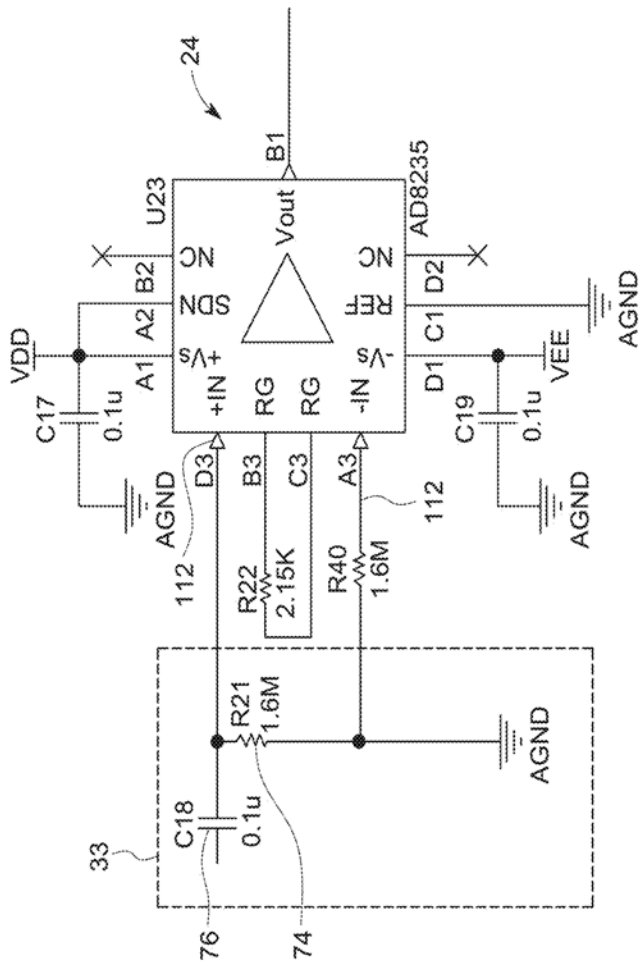 24
VDD
C17
0.1u
AGND
A1
A2
B2
U23
+Vs
SDN
NC
33
C18
76
0.1u
112
D3
+IN
R21
1.6M
74
R22
2.15K
B3
RG
C3
RG
Vout
B1
R40
1.6M
A3
-IN
112
-Vs
REF
NC
AD8235
D1
C1
D2
C19
0.1u
AGND
AGND
VEE
AGND